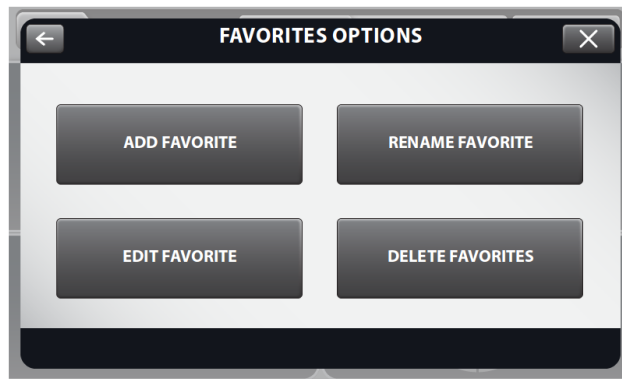 FAVORITES OPTIONS
ADD FAVORITE
RENAME FAVORITE
EDIT FAVORITE
DELETE FAVORITES